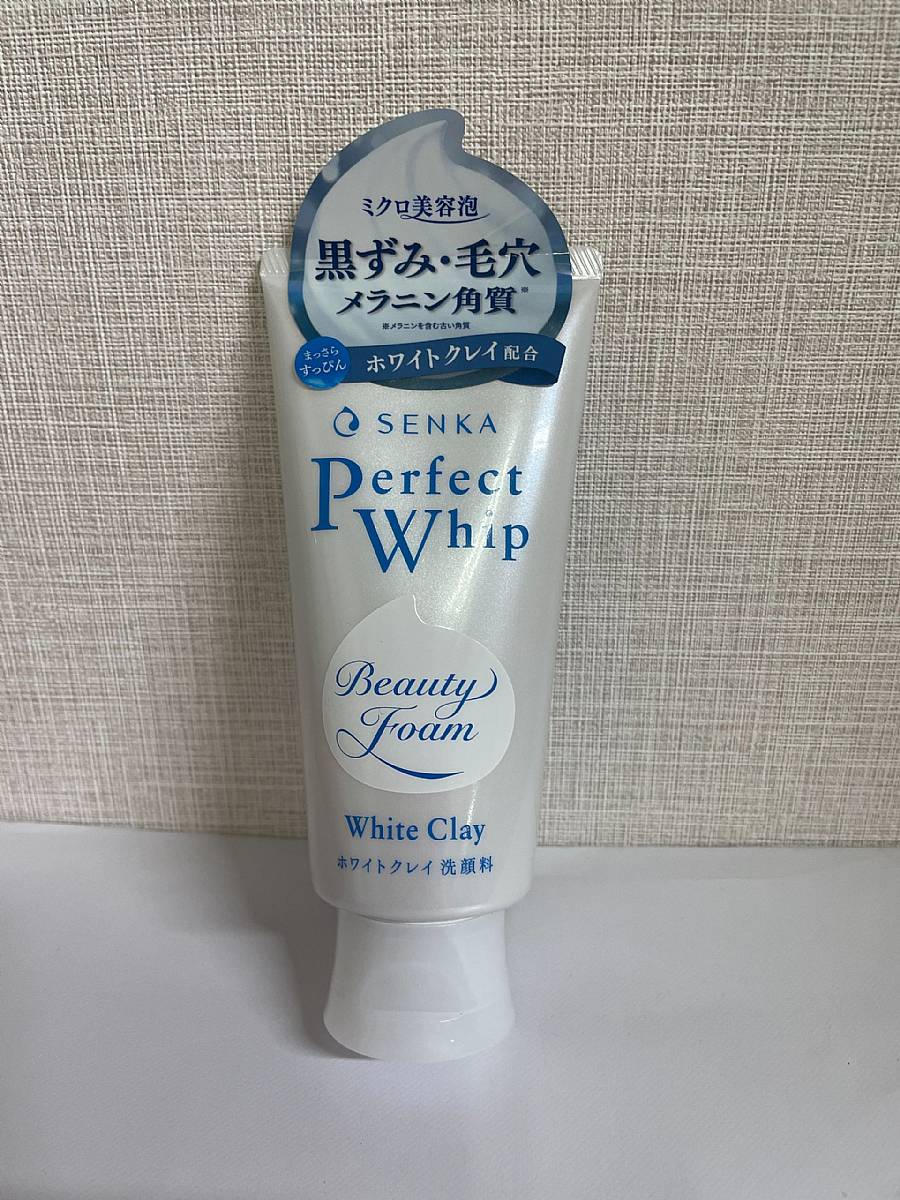 ミクロ美容泡
黒ずみ・毛穴
メラニン角質※
※メラニンを含む古い角質
まっさら
すっぴん
ホワイトクレイ配合
SENKA
Perfect
Whip
Beauty
Foam
White Clay
ホワイトクレイ 洗顔料